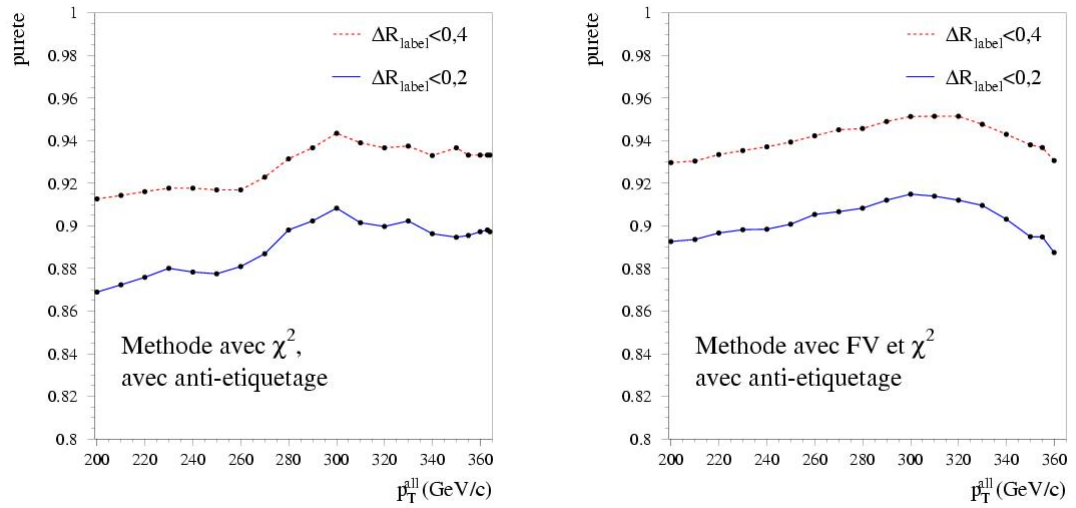 purete
1
0.98
0.96
0.94
0.92
0.9
0.88
0.86
0.84
0.82
0.8
ΔR_label<0,4
ΔR_label<0,2
Methode avec χ²,
avec anti-etiquetage
200 220 240 260 280 300 320 340 360
p_T^all (GeV/c)
purete
1
0.98
0.96
0.94
0.92
0.9
0.88
0.86
0.84
0.82
0.8
ΔR_label<0,4
ΔR_label<0,2
Methode avec FV et χ²
avec anti-etiquetage
200 220 240 260 280 300 320 340 360
p_T^all (GeV/c)